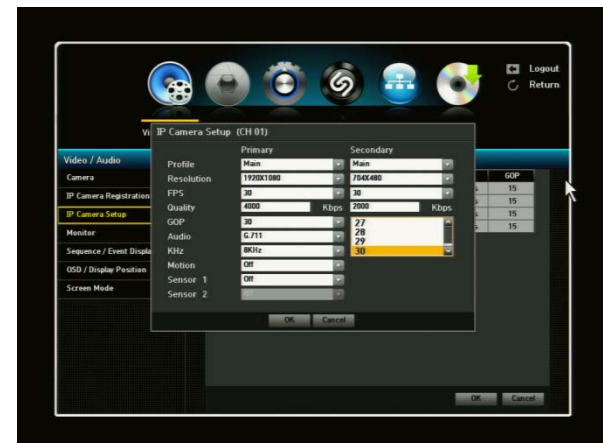 Logout
Return
Vi
IP Camera Setup (CH 01)
Primary Secondary
Profile Main Main
Resolution 1920X1080 704X480
FPS 30 30
Quality 4000 Kbps 2000 Kbps
GOP 30 27
28
29
30
Audio G.711
KHz 8KHz
Motion Off
Sensor 1 Off
Sensor 2
OK Cancel
Video / Audio
Camera
IP Camera Registration
IP Camera Setup
Monitor
Sequence / Event Displa
OSD / Display Position
Screen Mode
GOP
s 15
s 15
s 15
s 15
OK Cancel